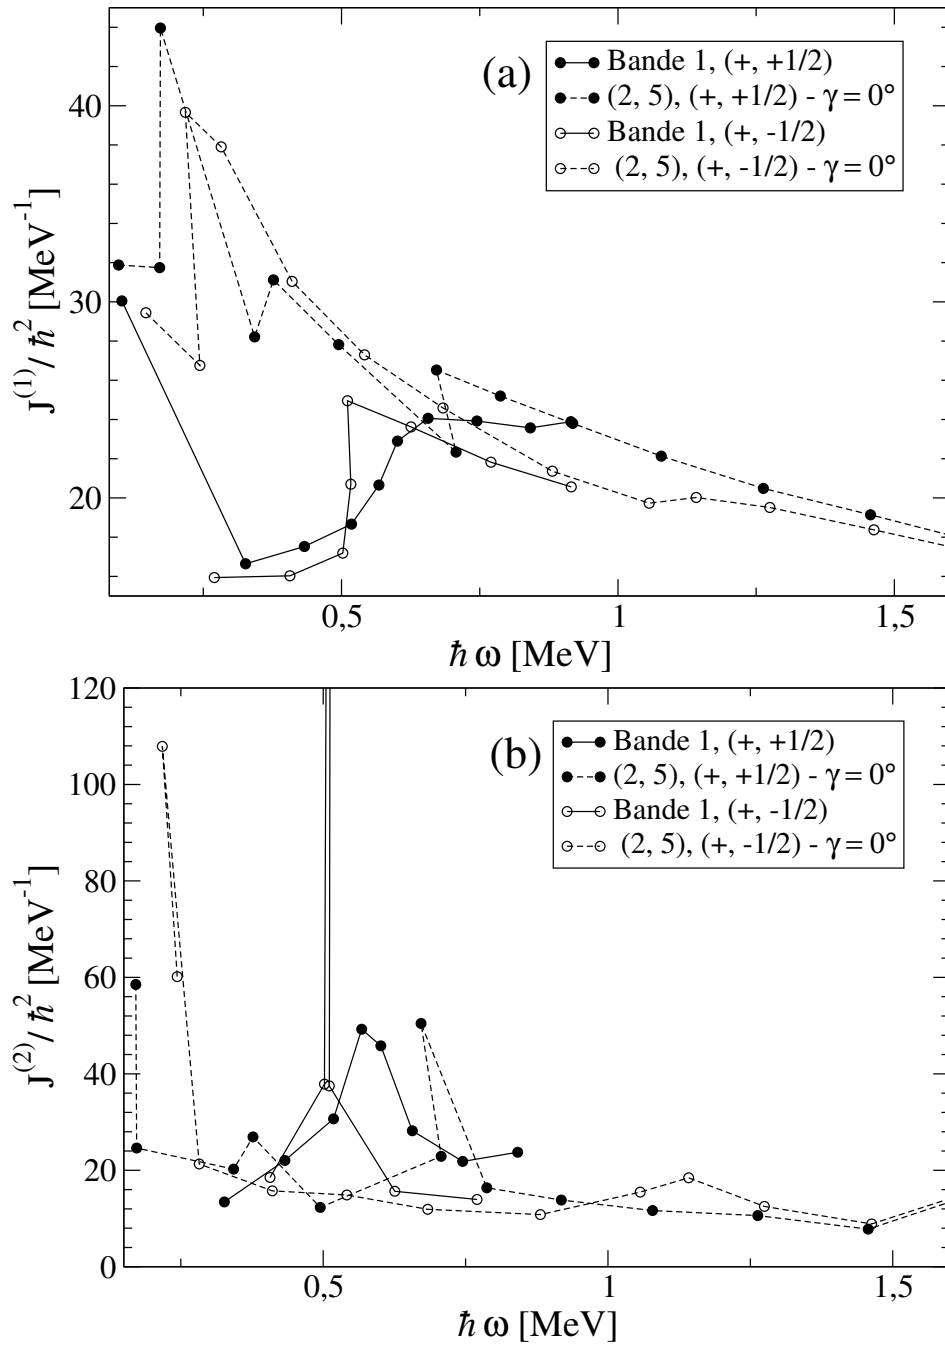 (a)
Bande 1, (+, +1/2)
(2, 5), (+, +1/2) - γ = 0°
Bande 1, (+, -1/2)
(2, 5), (+, -1/2) - γ = 0°
40
30
20
J(1)/ħ2 [MeV-1]
0,5
1
1,5
ħ ω [MeV]
(b)
Bande 1, (+, +1/2)
(2, 5), (+, +1/2) - γ = 0°
Bande 1, (+, -1/2)
(2, 5), (+, -1/2) - γ = 0°
120
100
80
60
40
20
0
J(2)/ħ2 [MeV-1]
0,5
1
1,5
ħ ω [MeV]